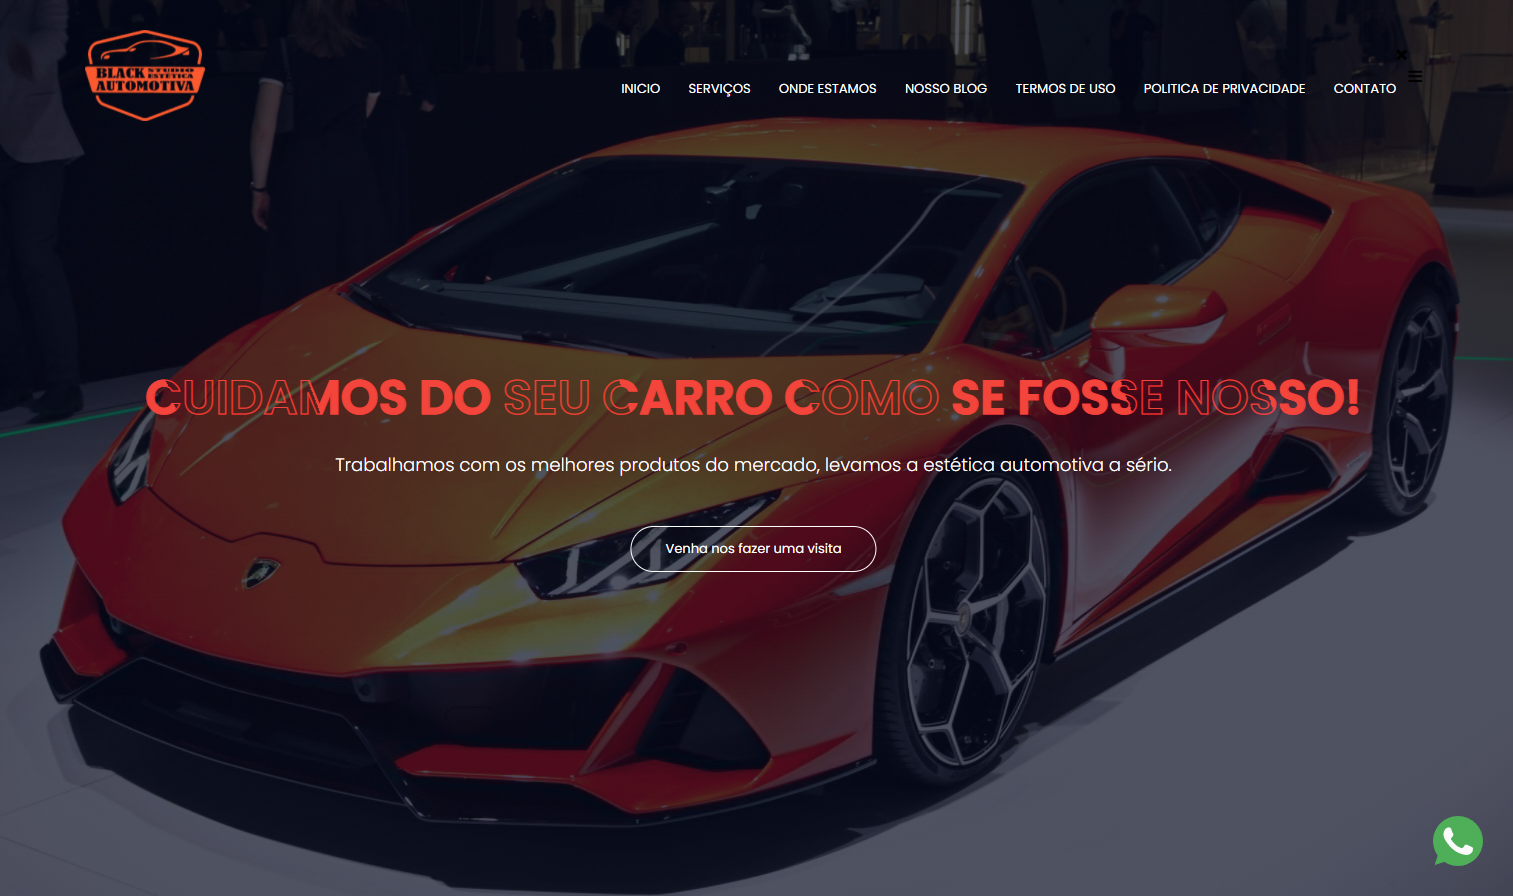 BLACK STUDIO ESTÉTICA
AUTOMOTIVA
INICIO SERVIÇOS ONDE ESTAMOS NOSSO BLOG TERMOS DE USO POLITICA DE PRIVACIDADE CONTATO
CUIDAMOS DO SEU CARRO COMO SE FOSSE NOSSO!
Trabalhamos com os melhores produtos do mercado, levamos a estética automotiva a sério.
Venha nos fazer uma visita